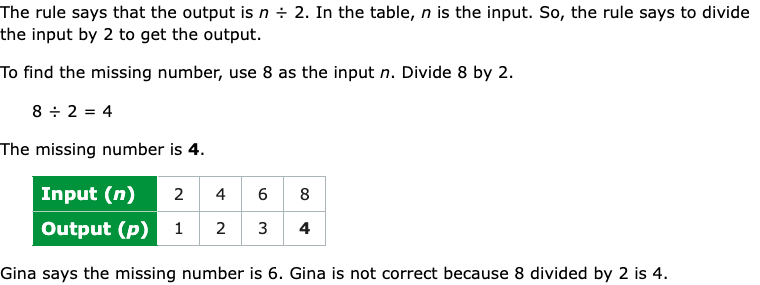 The rule says that the output is n ÷ 2. In the table, n is the input. So, the rule says to divide
the input by 2 to get the output.
To find the missing number, use 8 as the input n. Divide 8 by 2.
8 ÷ 2 = 4
The missing number is 4.
Input (n) 2 4 6 8
Output (p) 1 2 3 4
Gina says the missing number is 6. Gina is not correct because 8 divided by 2 is 4.